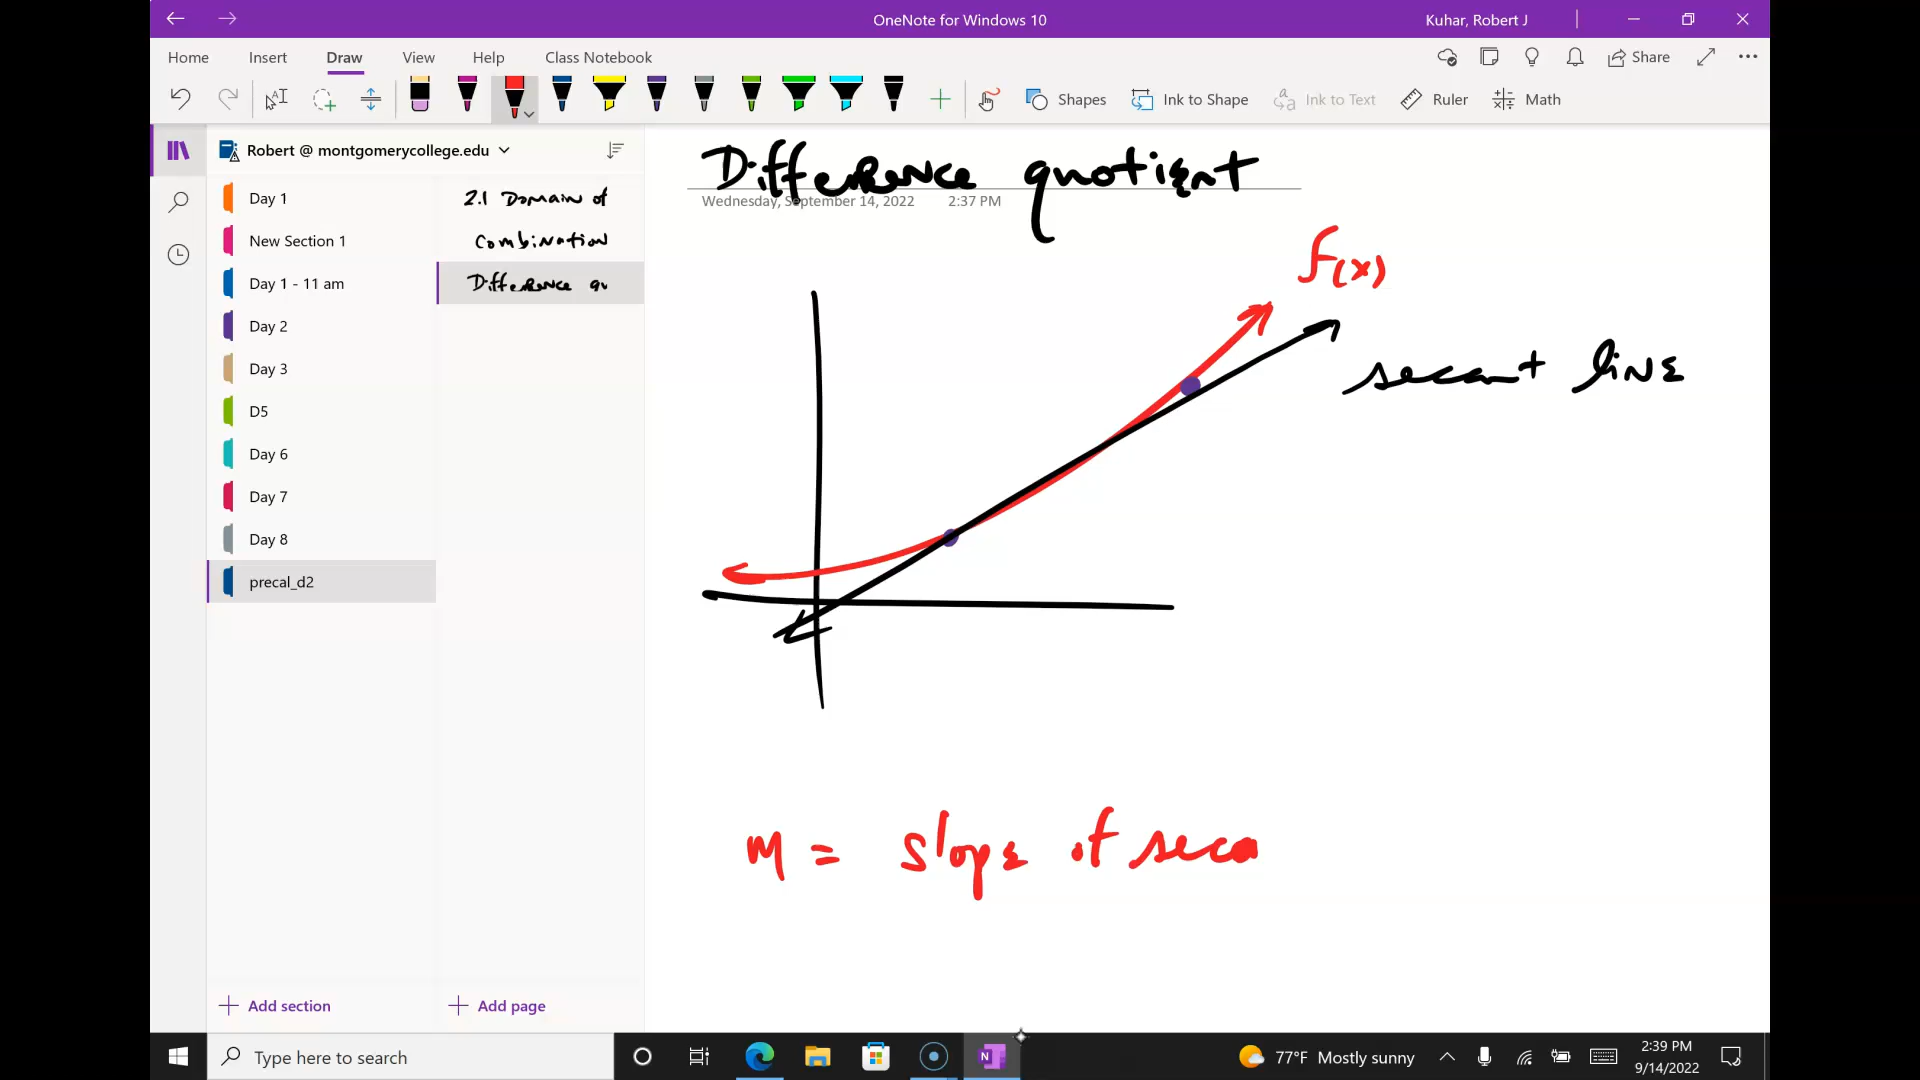 OneNote for Windows 10
Kuhar, Robert J
Home Insert Draw View Help Class Notebook
Share
Shapes Ink to Shape Ink to Text Ruler Math
Robert @ montgomerycollege.edu
Day 1
New Section 1
Day 1 - 11 am
Day 2
Day 3
D5
Day 6
Day 7
Day 8
precal_d2
Add section
2.1 Domain of
Combination
Difference qu
Add page
Difference quotient
Wednesday, September 14, 2022 2:37 PM
f(x)
secant line
m = slope of seca
Type here to search
77°F Mostly sunny
2:39 PM
9/14/2022